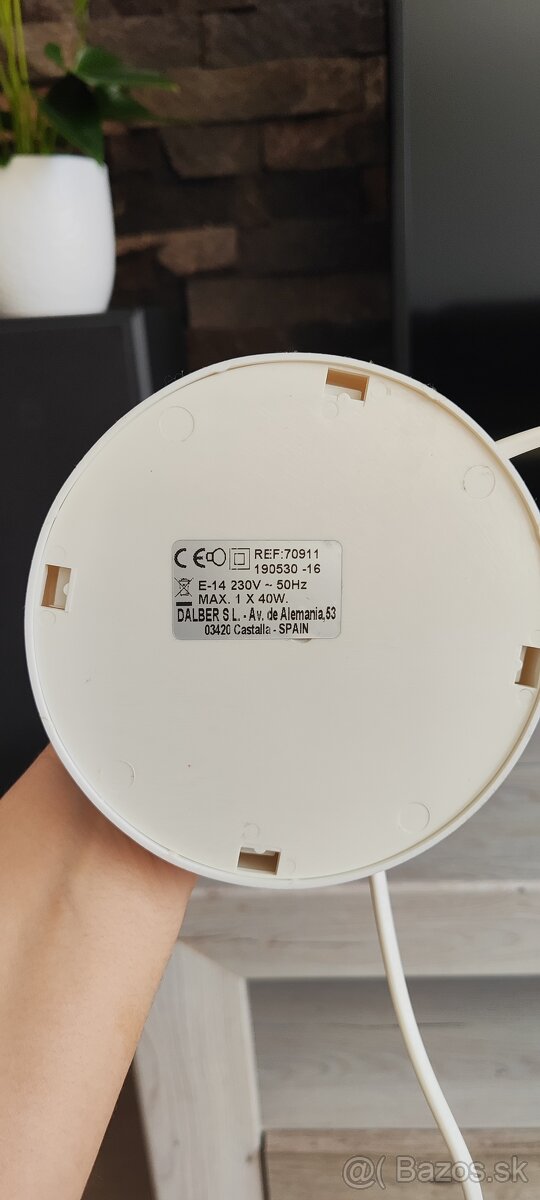 CE REF:70911
190530 -16
E-14 230V ~ 50Hz
MAX. 1 X 40W.
DALBER S L. - Av. de Alemania,53
03420 Castalla - SPAIN
@( Bazos.sk